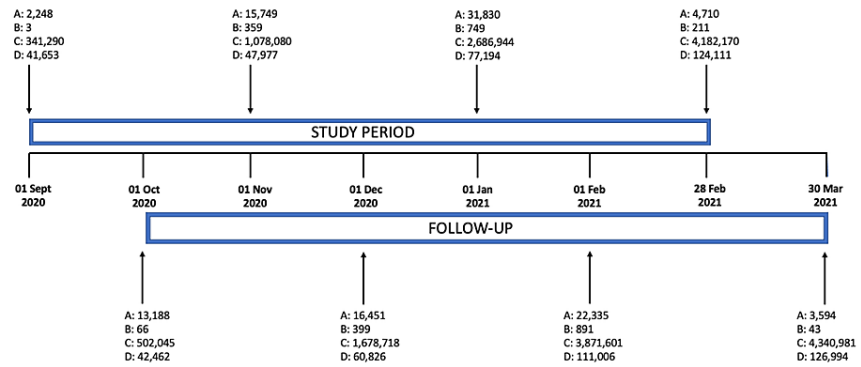 A: 2,248
B: 3
C: 341,290
D: 41,653
A: 15,749
B: 359
C: 1,078,080
D: 47,977
A: 31,830
B: 749
C: 2,686,944
D: 77,194
A: 4,710
B: 211
C: 4,182,170
D: 124,111
STUDY PERIOD
01 Sept
2020
01 Oct
2020
01 Nov
2020
01 Dec
2020
01 Jan
2021
01 Feb
2021
28 Feb
2021
30 Mar
2021
FOLLOW-UP
A: 13,188
B: 66
C: 502,045
D: 42,462
A: 16,451
B: 399
C: 1,678,718
D: 60,826
A: 22,335
B: 891
C: 3,871,601
D: 111,006
A: 3,594
B: 43
C: 4,340,981
D: 126,994